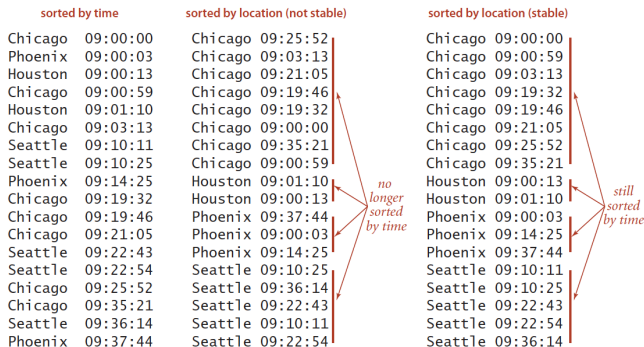 sorted by time
sorted by location (not stable)
sorted by location (stable)
Chicago 09:00:00 Chicago 09:25:52 Chicago 09:00:00
Phoenix 09:00:03 Chicago 09:03:13 Chicago 09:00:59
Houston 09:00:13 Chicago 09:21:05 Chicago 09:03:13
Chicago 09:00:59 Chicago 09:19:46 Chicago 09:19:32
Houston 09:01:10 Chicago 09:19:32 Chicago 09:19:46
Chicago 09:03:13 Chicago 09:00:00 Chicago 09:21:05
Seattle 09:10:11 Chicago 09:35:21 Chicago 09:25:52
Seattle 09:10:25 Chicago 09:00:59 Chicago 09:35:21
Phoenix 09:14:25 Houston 09:01:10 Houston 09:00:13
Chicago 09:19:32 Houston 09:00:13 Houston 09:01:10
Chicago 09:19:46 Phoenix 09:37:44 Phoenix 09:00:03
Chicago 09:21:05 Phoenix 09:00:03 Phoenix 09:14:25
Seattle 09:22:43 Phoenix 09:14:25 Phoenix 09:37:44
Seattle 09:22:54 Seattle 09:10:25 Seattle 09:10:11
Chicago 09:25:52 Seattle 09:36:14 Seattle 09:10:25
Chicago 09:35:21 Seattle 09:22:43 Seattle 09:22:43
Seattle 09:36:14 Seattle 09:10:11 Seattle 09:22:54
Phoenix 09:37:44 Seattle 09:22:54 Seattle 09:36:14
no
longer
sorted
by time
still
sorted
by time